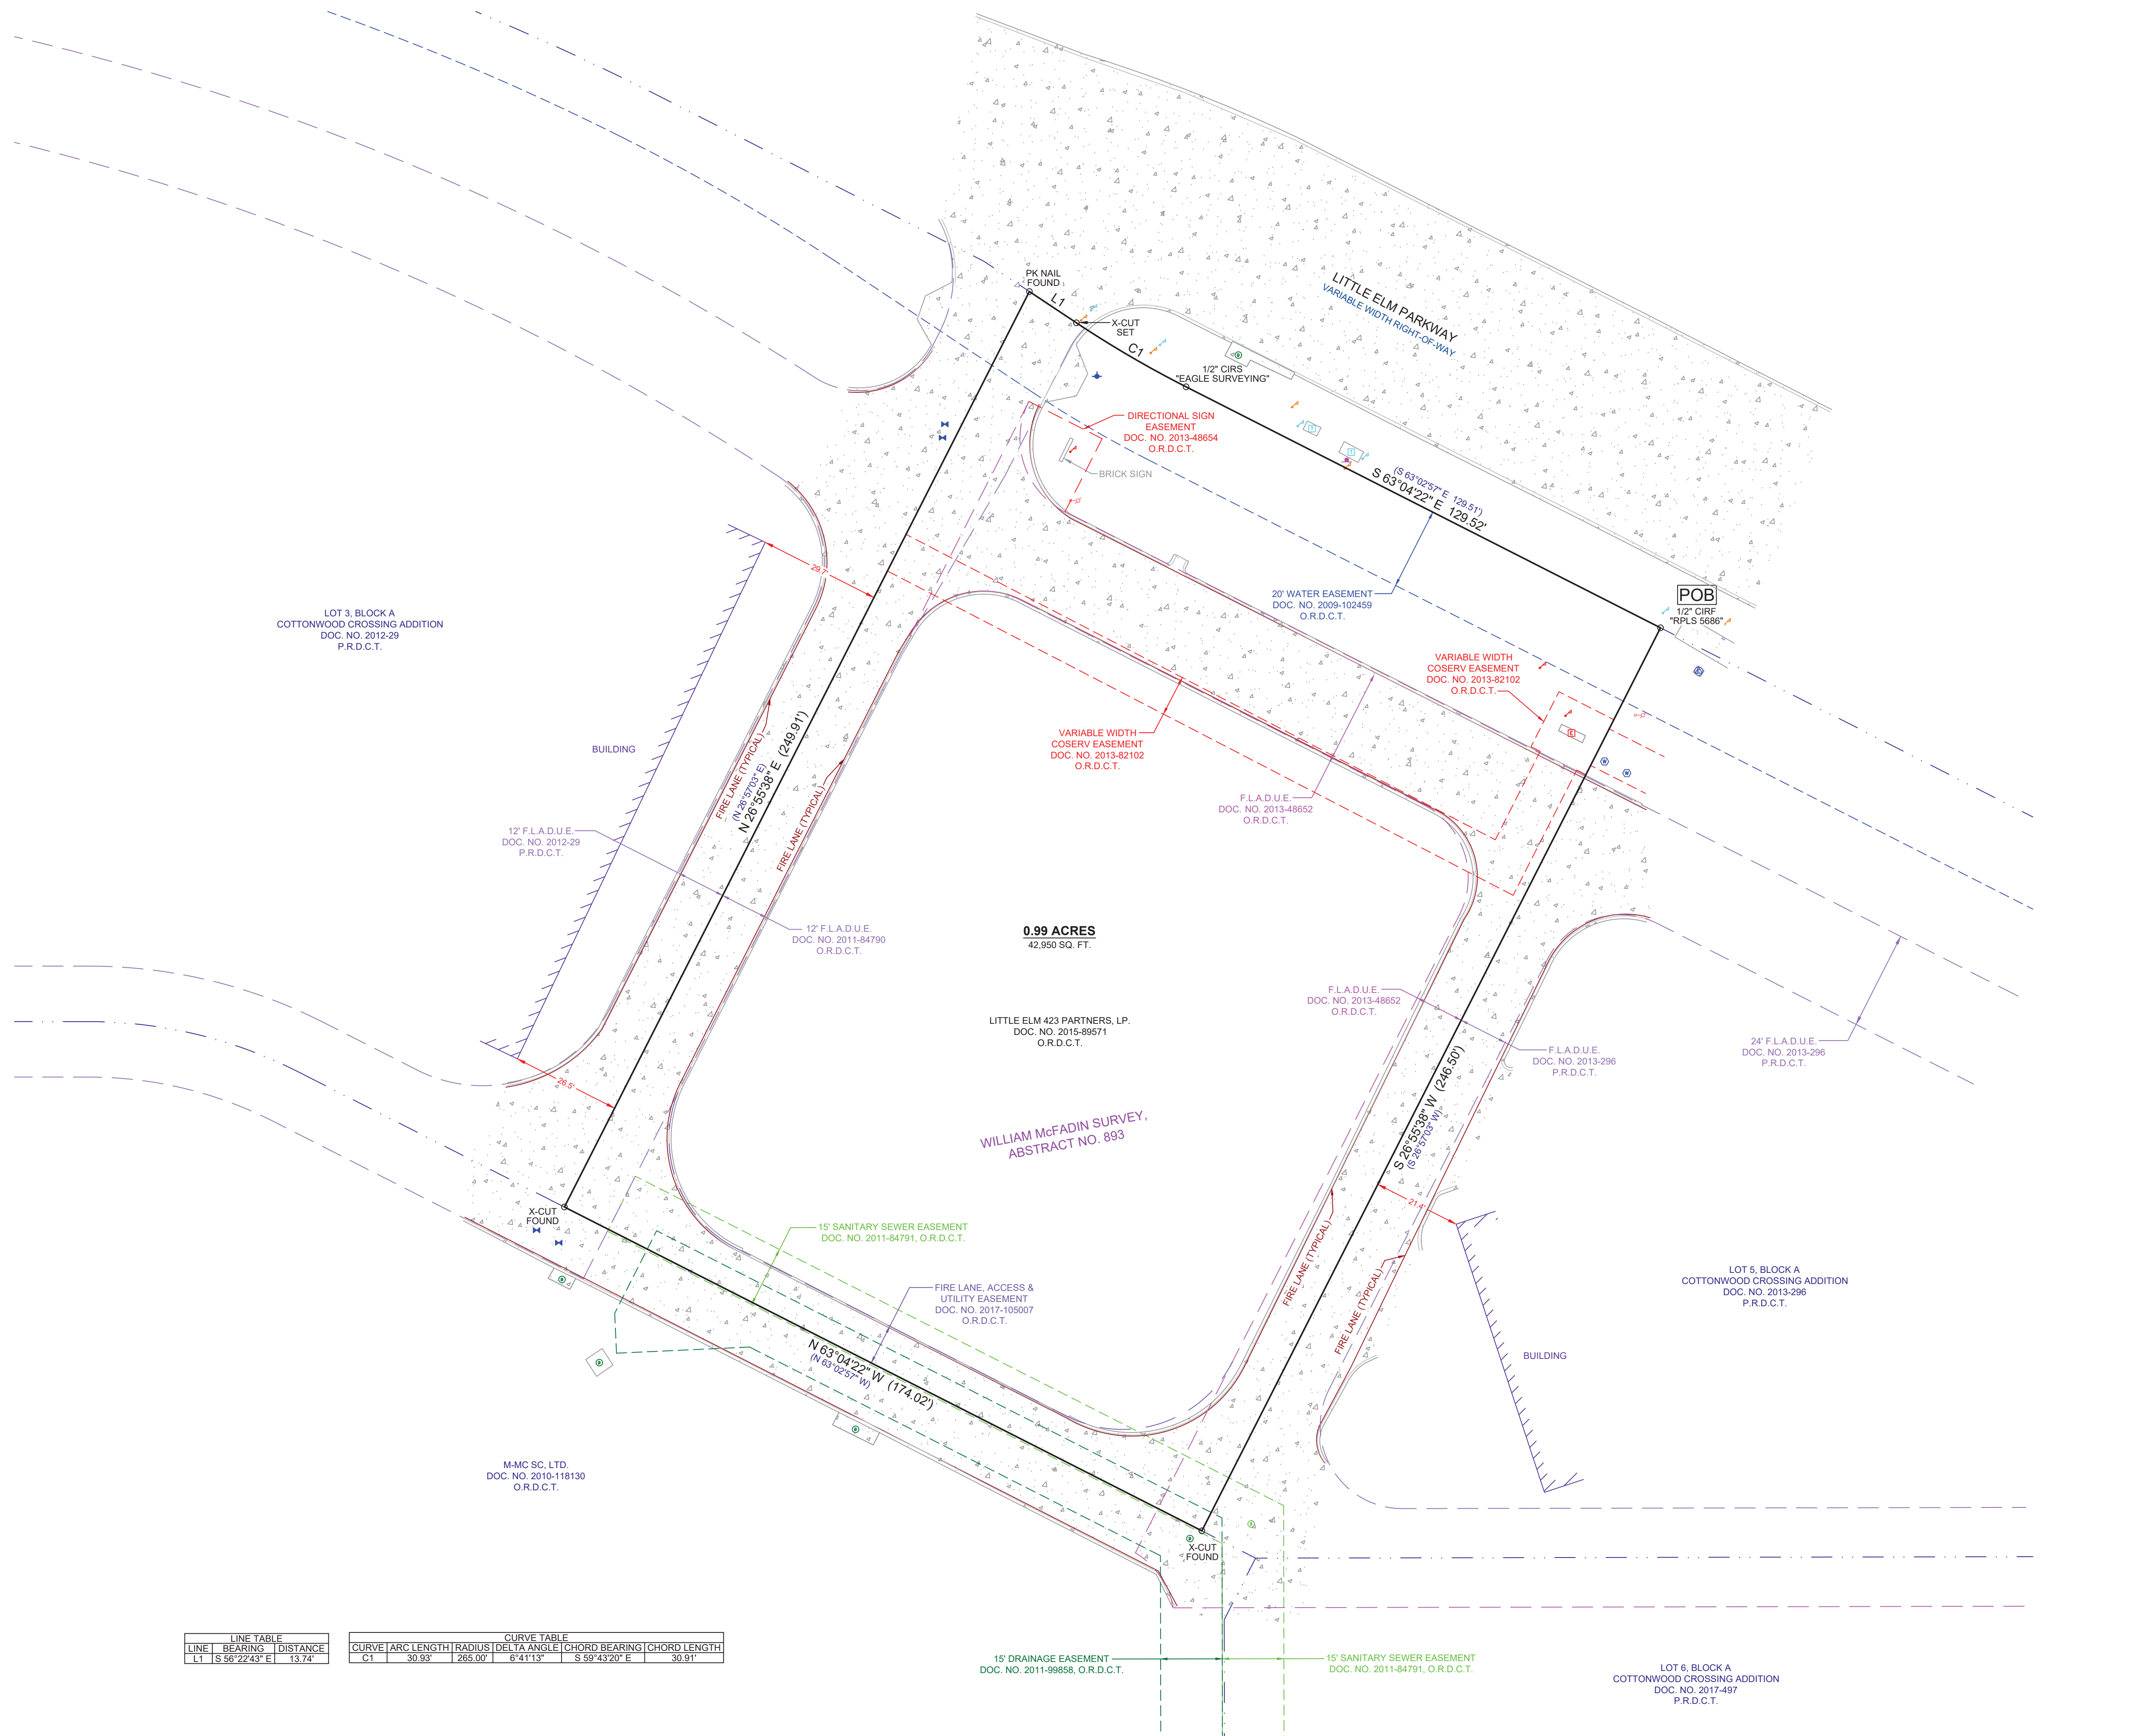 PK NAIL
FOUND
L1
X-CUT
SET
C1
1/2" CIRS
"EAGLE SURVEYING"
LITTLE ELM PARKWAY
VARIABLE WIDTH RIGHT-OF-WAY
DIRECTIONAL SIGN
EASEMENT
DOC. NO. 2013-48654
O.R.D.C.T.
BRICK SIGN
(S 63°02'57" E 129.51')
S 63°04'22" E 129.52'
20' WATER EASEMENT
DOC. NO. 2009-102459
O.R.D.C.T.
POB
1/2" CIRF
"RPLS 5686"
29.7'
LOT 3, BLOCK A
COTTONWOOD CROSSING ADDITION
DOC. NO. 2012-29
P.R.D.C.T.
VARIABLE WIDTH
COSERV EASEMENT
DOC. NO. 2013-82102
O.R.D.C.T.
BUILDING
FIRE LANE (TYPICAL)
(N 26°57'03" E)
N 26°55'38" E (249.91')
FIRE LANE (TYPICAL)
VARIABLE WIDTH
COSERV EASEMENT
DOC. NO. 2013-82102
O.R.D.C.T.
F.L.A.D.U.E.
DOC. NO. 2013-48652
O.R.D.C.T.
12' F.L.A.D.U.E.
DOC. NO. 2012-29
P.R.D.C.T.
12' F.L.A.D.U.E.
DOC. NO. 2011-84790
O.R.D.C.T.
0.99 ACRES
42,950 SQ. FT.
F.L.A.D.U.E.
DOC. NO. 2013-48652
O.R.D.C.T.
LITTLE ELM 423 PARTNERS, LP.
DOC. NO. 2015-89571
O.R.D.C.T.
F.L.A.D.U.E.
DOC. NO. 2013-296
P.R.D.C.T.
24' F.L.A.D.U.E.
DOC. NO. 2013-296
P.R.D.C.T.
26.5'
WILLIAM McFADIN SURVEY,
ABSTRACT NO. 893
S 26°55'38" W (246.50')
(S 26°57'03" W)
21.4'
X-CUT
FOUND
15' SANITARY SEWER EASEMENT
DOC. NO. 2011-84791, O.R.D.C.T.
FIRE LANE (TYPICAL)
FIRE LANE (TYPICAL)
FIRE LANE, ACCESS &
UTILITY EASEMENT
DOC. NO. 2017-105007
O.R.D.C.T.
LOT 5, BLOCK A
COTTONWOOD CROSSING ADDITION
DOC. NO. 2013-296
P.R.D.C.T.
N 63°04'22" W (174.02')
(N 63°02'57" W)
BUILDING
M-MC SC, LTD.
DOC. NO. 2010-118130
O.R.D.C.T.
X-CUT
FOUND
LINE TABLE
LINE BEARING DISTANCE
L1 S 56°22'43" E 13.74'
CURVE TABLE
CURVE ARC LENGTH RADIUS DELTA ANGLE CHORD BEARING CHORD LENGTH
C1 30.93' 265.00' 6°41'13" S 59°43'20" E 30.91'
15' DRAINAGE EASEMENT
DOC. NO. 2011-99858, O.R.D.C.T.
15' SANITARY SEWER EASEMENT
DOC. NO. 2011-84791, O.R.D.C.T.
LOT 6, BLOCK A
COTTONWOOD CROSSING ADDITION
DOC. NO. 2017-497
P.R.D.C.T.